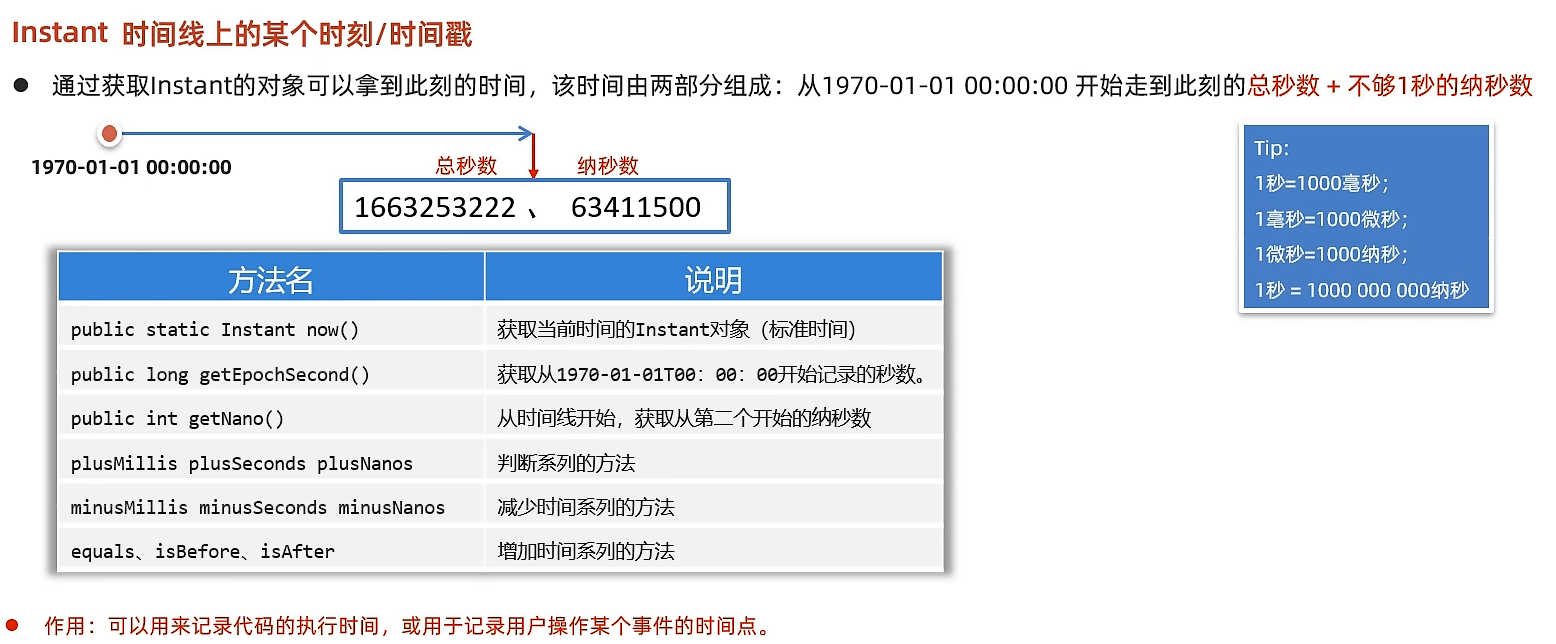 Instant 时间线上的某个时刻/时间戳
● 通过获取Instant的对象可以拿到此刻的时间，该时间由两部分组成：从1970-01-01 00:00:00 开始走到此刻的总秒数 + 不够1秒的纳秒数
1970-01-01 00:00:00
总秒数 纳秒数
1663253222 、 63411500
Tip:
1秒=1000毫秒；
1毫秒=1000微秒；
1微秒=1000纳秒；
1秒 = 1000 000 000纳秒
方法名 说明
public static Instant now() 获取当前时间的Instant对象（标准时间）
public long getEpochSecond() 获取从1970-01-01T00：00：00开始记录的秒数。
public int getNano() 从时间线开始，获取从第二个开始的纳秒数
plusMillis plusSeconds plusNanos 判断系列的方法
minusMillis minusSeconds minusNanos 减少时间系列的方法
equals、isBefore、isAfter 增加时间系列的方法
● 作用：可以用来记录代码的执行时间，或用于记录用户操作某个事件的时间点。